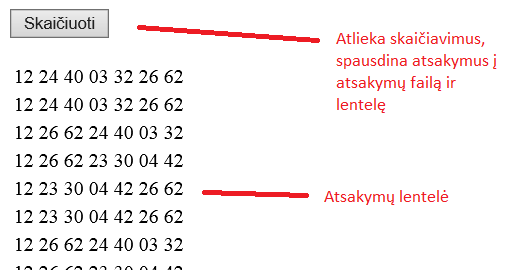 Skaičiuoti
Atlieka skaičiavimus,
spausdina atsakymus į
atsakymų failą ir
lentelę
12 24 40 03 32 26 62
12 24 40 03 32 26 62
12 26 62 24 40 03 32
12 26 62 23 30 04 42
12 23 30 04 42 26 62
Atsakymų lentelė
12 23 30 04 42 26 62
12 26 62 24 40 03 32
12 26 62 23 30 04 42